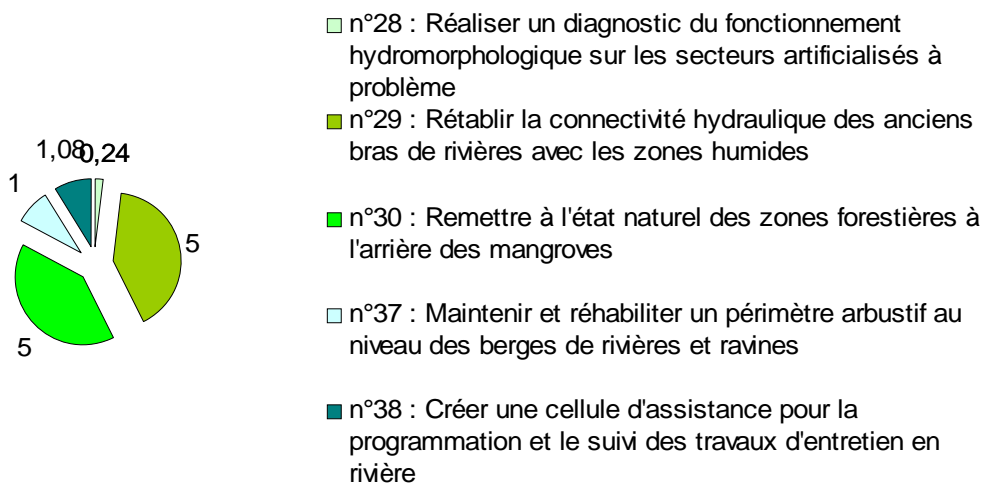 n°28 : Réaliser un diagnostic du fonctionnement
hydromorphologique sur les secteurs artificialisés à
problème
n°29 : Rétablir la connectivité hydraulique des anciens
bras de rivières avec les zones humides
n°30 : Remettre à l'état naturel des zones forestières à
l'arrière des mangroves
n°37 : Maintenir et réhabiliter un périmètre arbustif au
niveau des berges de rivières et ravines
n°38 : Créer une cellule d'assistance pour la
programmation et le suivi des travaux d'entretien en
rivière
1,08
0,24
1
5
5